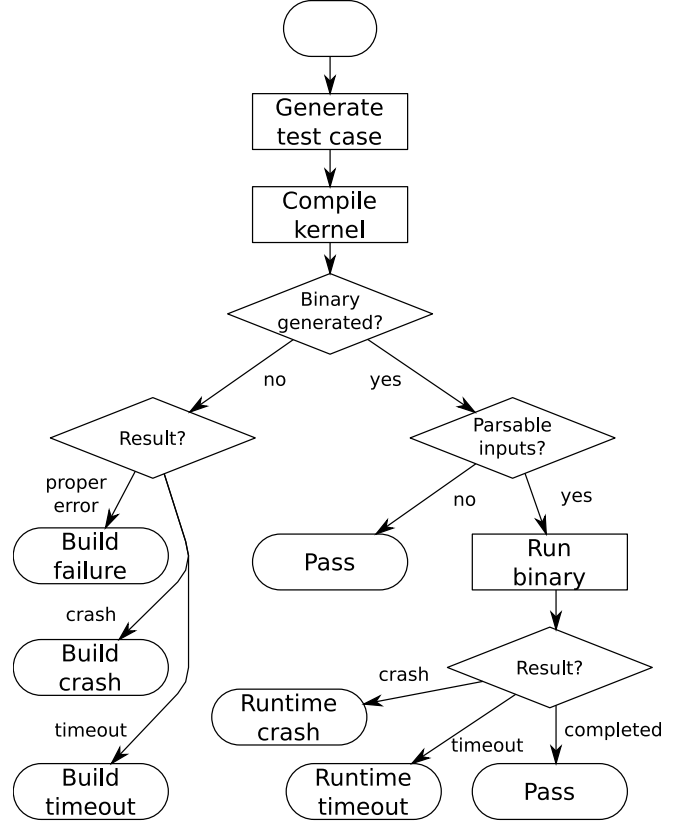 Generate
test case
Compile
kernel
Binary
generated?
no
yes
Result?
Parsable
inputs?
proper
error
no
yes
Build
failure
Pass
Run
binary
crash
Build
crash
Result?
crash
Runtime
crash
timeout
timeout
completed
Build
timeout
Runtime
timeout
Pass